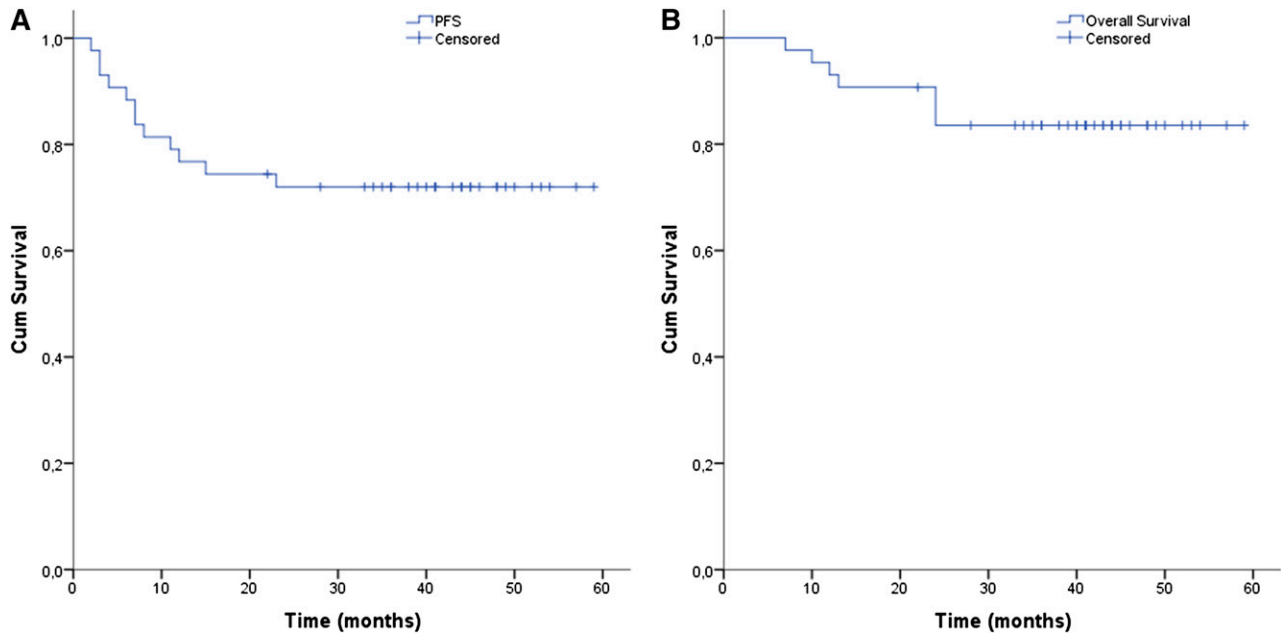 A
PFS
Censored
1,0
0,8
0,6
0,4
0,2
0,0
Cum Survival
0 10 20 30 40 50 60
Time (months)
B
Overall Survival
Censored
1,0
0,8
0,6
0,4
0,2
0,0
Cum Survival
0 10 20 30 40 50 60
Time (months)